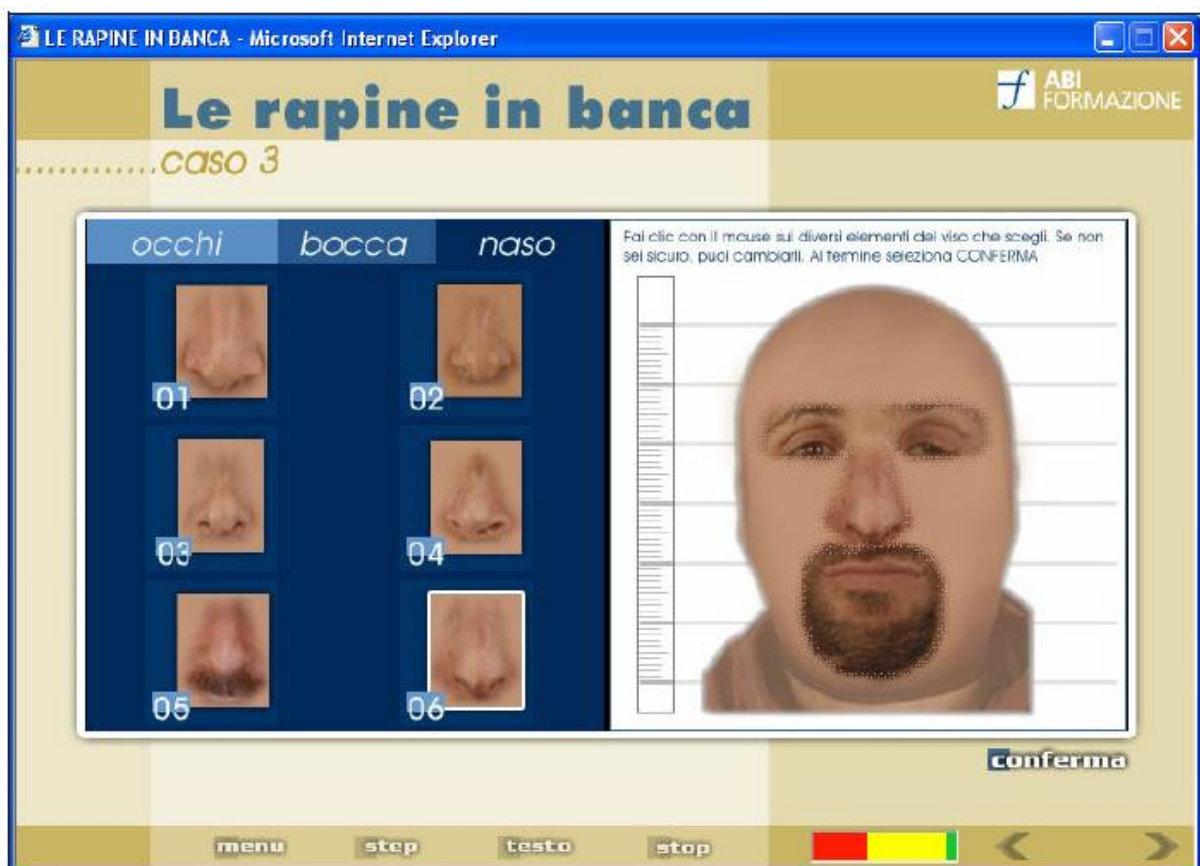 LE RAPINE IN BANCA - Microsoft Internet Explorer
Le rapine in banca
ABI
FORMAZIONE
caso 3
occhi bocca naso
Fai clic con il mouse sui diversi elementi del viso che scegli. Se non
sei sicuro, puoi cambiarli. Al termine seleziona CONFERMA
01 02
03 04
05 06
conferma
menu step testo stop